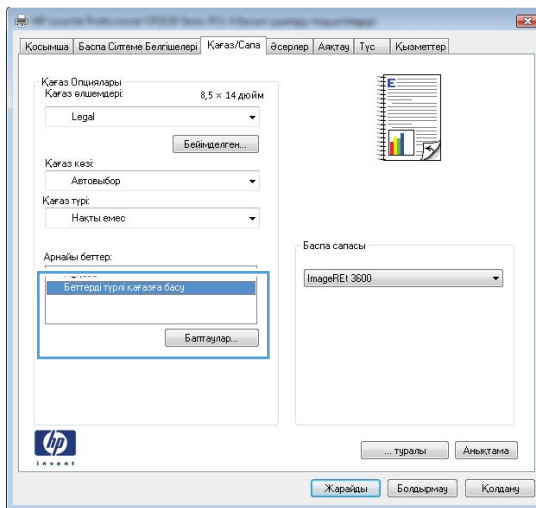 Қосымша Баспа Сілтеме Белгішелері Қағаз/Сапа Әсерлер Аяқтау Түс Қызметтер
Қағаз Опциялары
Қағаз өлшемдері: 8,5 × 14 дюйм
Legal
Бейімделген...
Қағаз көзі:
Автовыбор
Қағаз түрі:
Нақты емес
Арнайы беттер:
Беттерді түрлі қағазға басу
Баптаулар...
Баспа сапасы
ImageREt 3600
E
hp
invent
... туралы Анықтама
Жарайды Болдырмау Қолдану